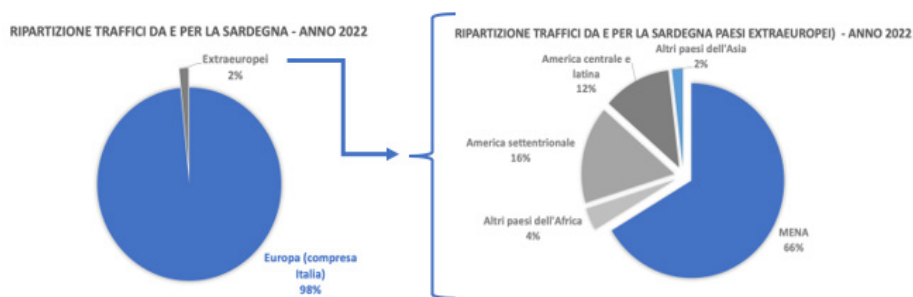 RIPARTIZIONE TRAFFICI DA E PER LA SARDEGNA - ANNO 2022
Extraeuropei
2%
Europa (compresa
Italia)
98%
RIPARTIZIONE TRAFFICI DA E PER LA SARDEGNA PAESI EXTRAEUROPEI) - ANNO 2022
Altri paesi dell'Asia
2%
America centrale e
latina
12%
America settentrionale
16%
Altri paesi dell'Africa
4%
MENA
66%